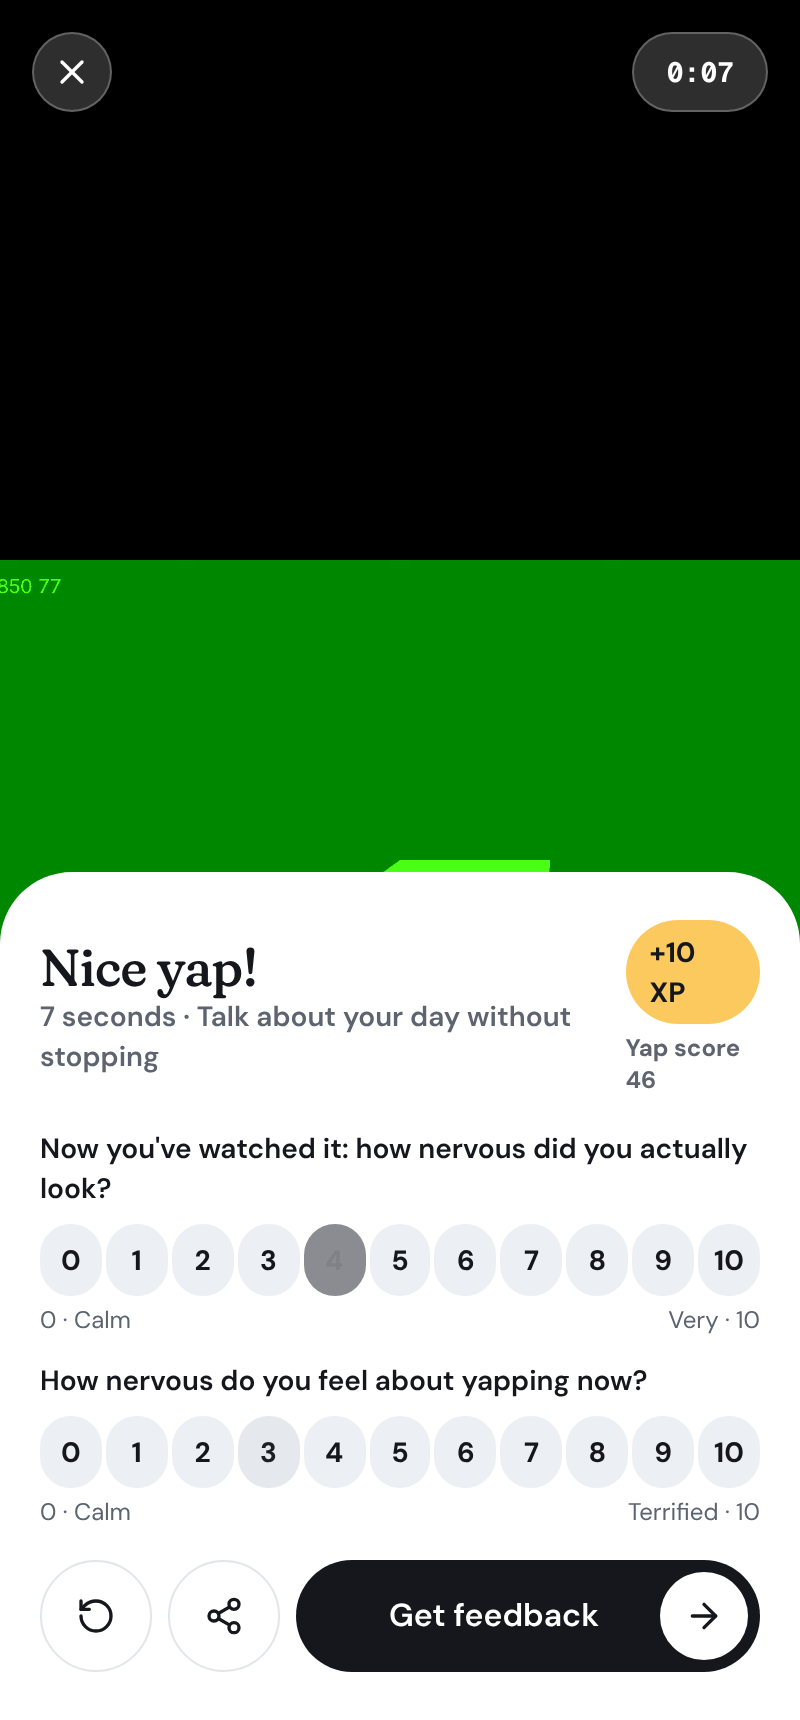 0:07
850 77
Nice yap!
7 seconds · Talk about your day without
stopping
+10
XP
Yap score
46
Now you've watched it: how nervous did you actually
look?
0 1 2 3 4 5 6 7 8 9 10
0 · Calm
Very · 10
How nervous do you feel about yapping now?
0 1 2 3 4 5 6 7 8 9 10
0 · Calm
Terrified · 10
Get feedback